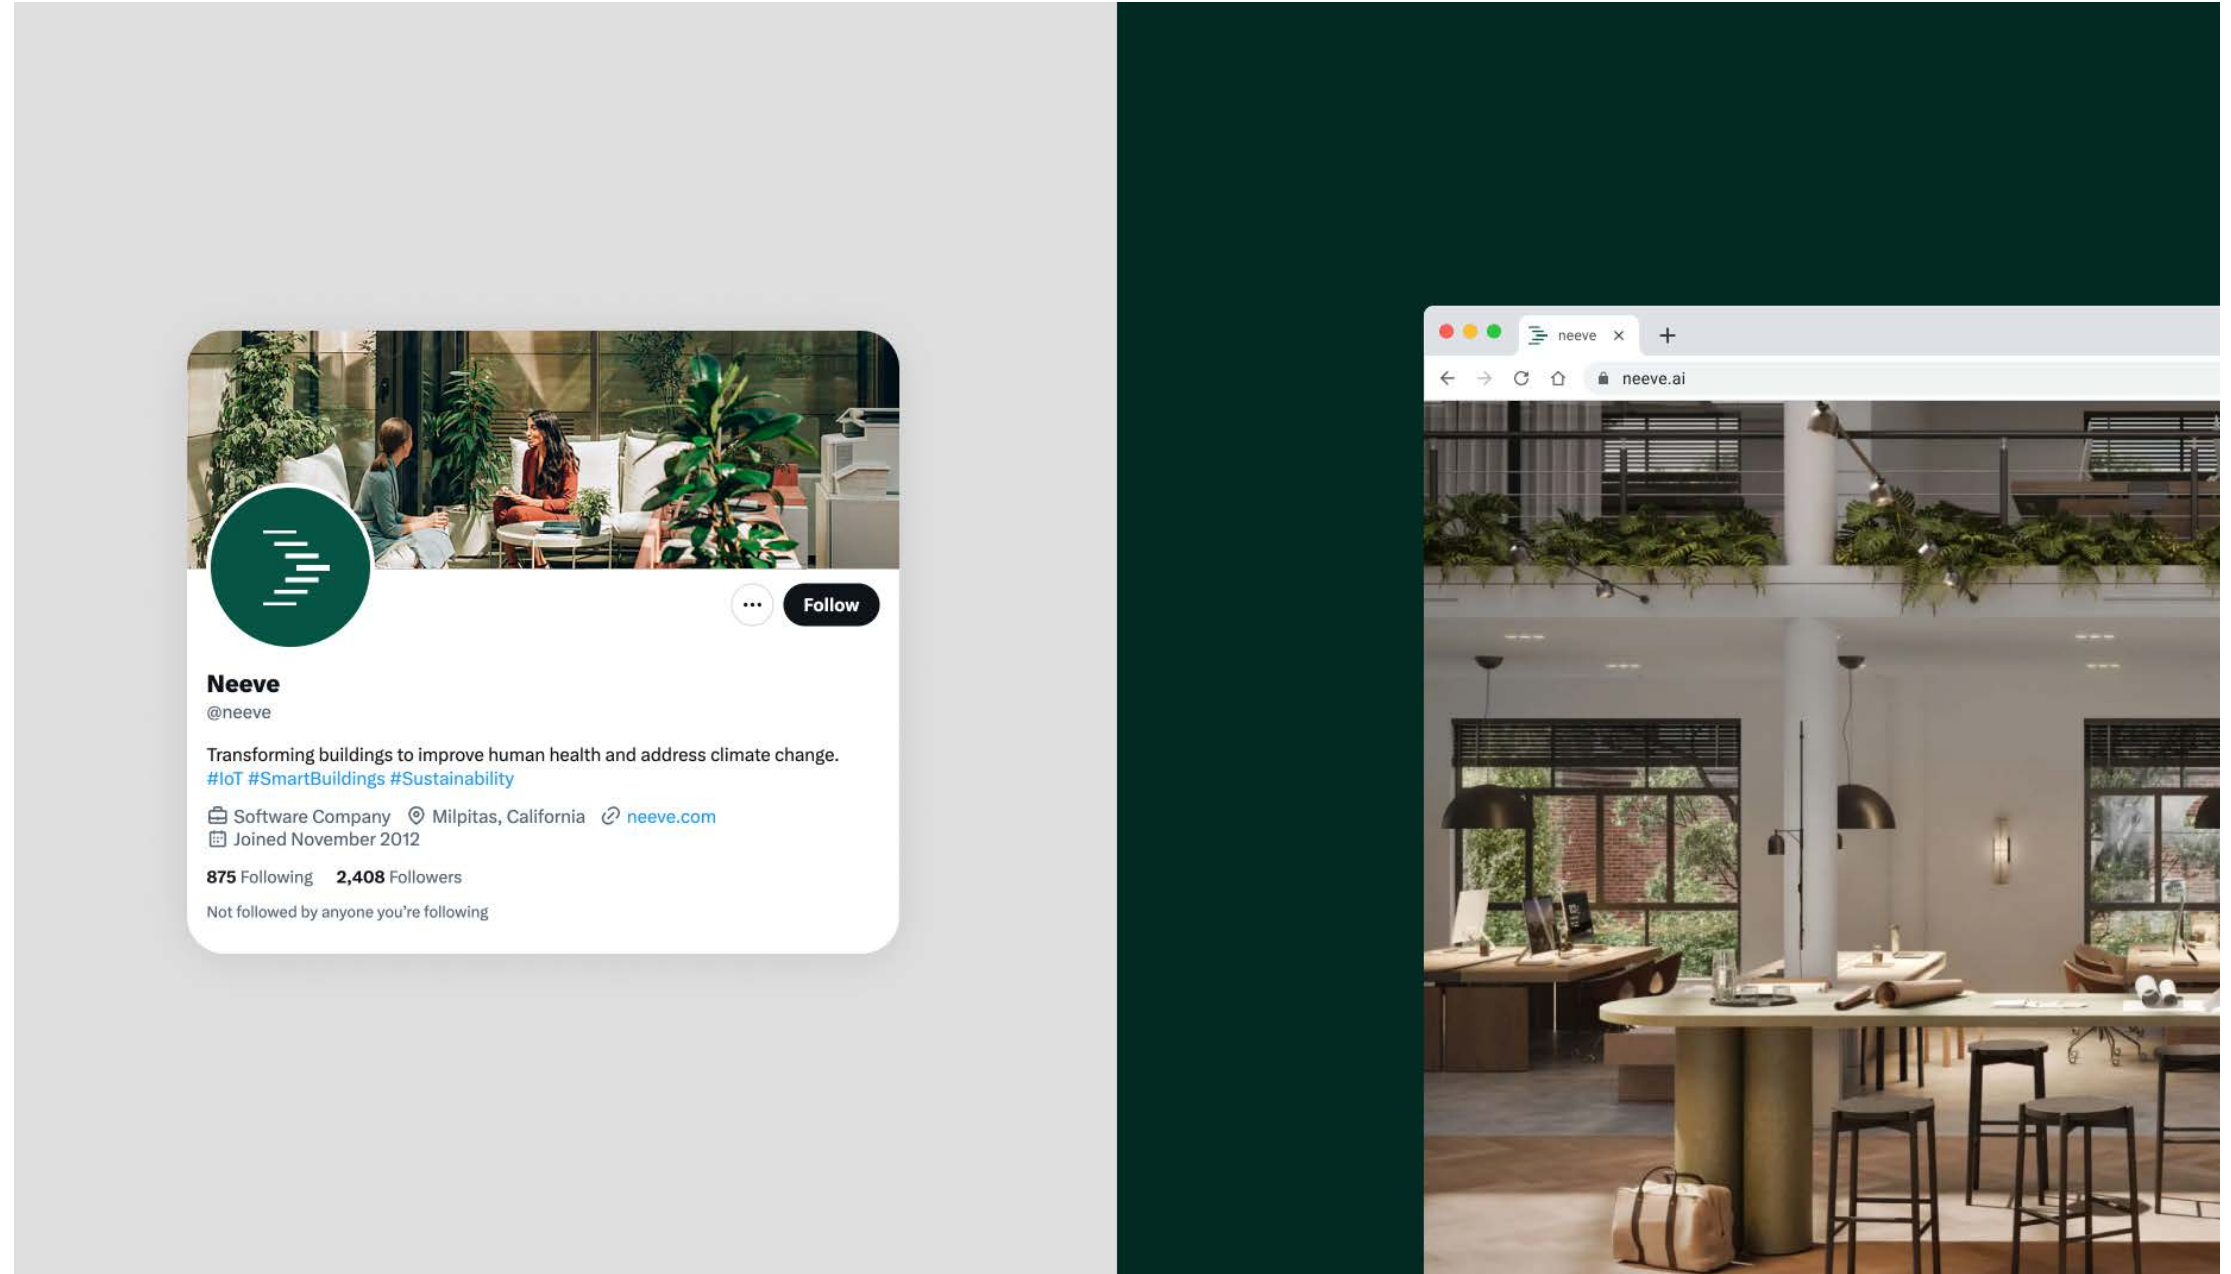 Follow
Neeve
@neeve
Transforming buildings to improve human health and address climate change.
#IoT #SmartBuildings #Sustainability
Software Company Milpitas, California neeve.com
Joined November 2012
875 Following 2,408 Followers
Not followed by anyone you’re following
neeve
neeve.ai